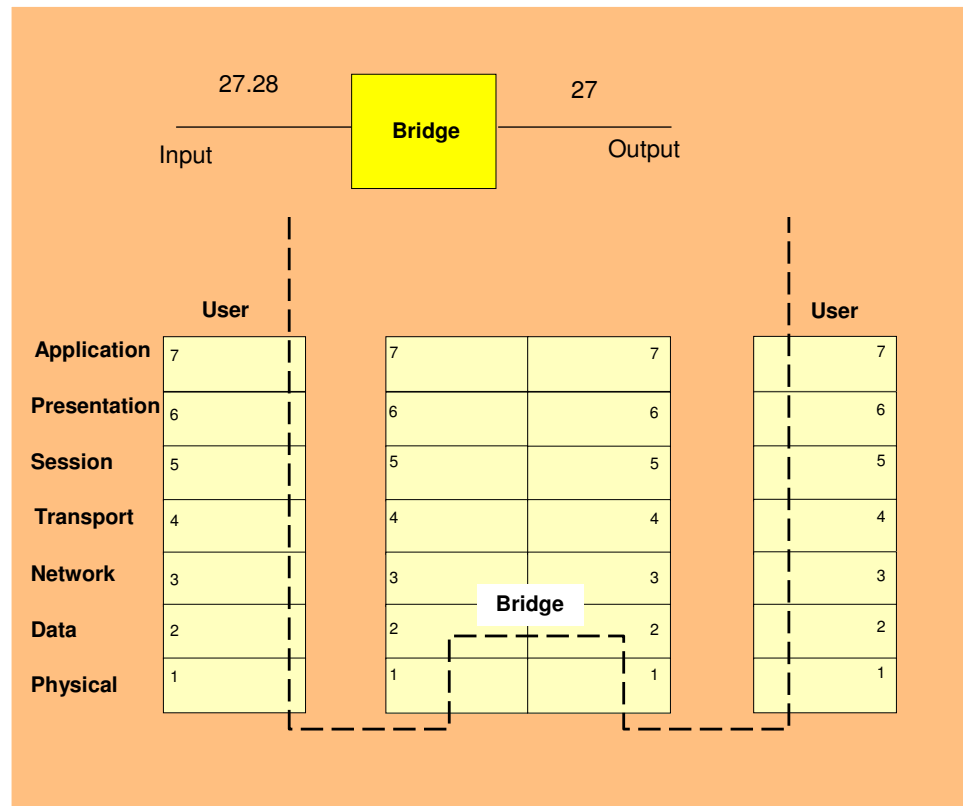 27.28 27
Bridge
Input Output
User User
Application 7 7 7 7
Presentation 6 6 6 6
Session 5 5 5 5
Transport 4 4 4 4
Network 3 3 3 3
Bridge
Data 2 2 2 2
Physical 1 1 1 1